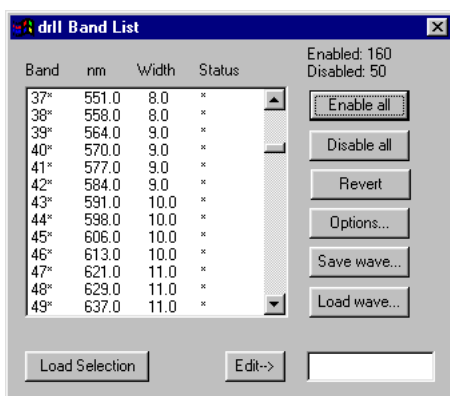 drll Band List
Enabled: 160
Disabled: 50
Band nm Width Status
37* 551.0 8.0 *
38* 558.0 8.0 *
39* 564.0 9.0 *
40* 570.0 9.0 *
41* 577.0 9.0 *
42* 584.0 9.0 *
43* 591.0 10.0 *
44* 598.0 10.0 *
45* 606.0 10.0 *
46* 613.0 10.0 *
47* 621.0 11.0 *
48* 629.0 11.0 *
49* 637.0 11.0 *
Enable all
Disable all
Revert
Options...
Save wave...
Load wave...
Load Selection
Edit-->